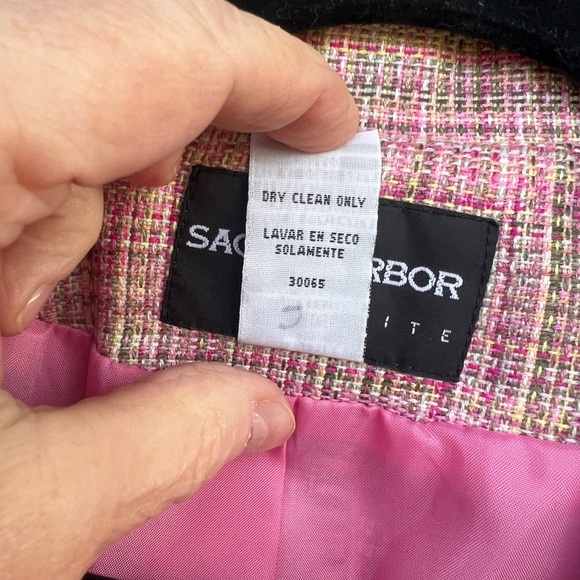 DRY CLEAN ONLY
LAVAR EN SECO
SOLAMENTE
30065
SAG RBOR
ITE